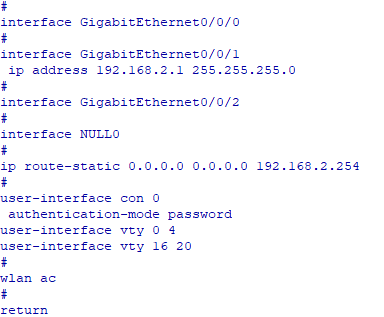 #
interface GigabitEthernet0/0/0
#
interface GigabitEthernet0/0/1
 ip address 192.168.2.1 255.255.255.0
#
interface GigabitEthernet0/0/2
#
interface NULL0
#
ip route-static 0.0.0.0 0.0.0.0 192.168.2.254
#
user-interface con 0
 authentication-mode password
user-interface vty 0 4
user-interface vty 16 20
#
wlan ac
#
return